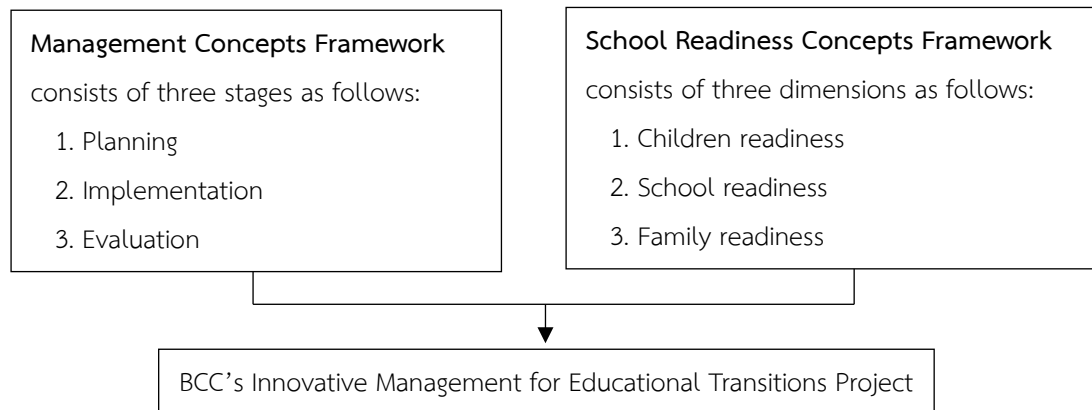 Management Concepts Framework
consists of three stages as follows:
1. Planning
2. Implementation
3. Evaluation
School Readiness Concepts Framework
consists of three dimensions as follows:
1. Children readiness
2. School readiness
3. Family readiness
BCC's Innovative Management for Educational Transitions Project